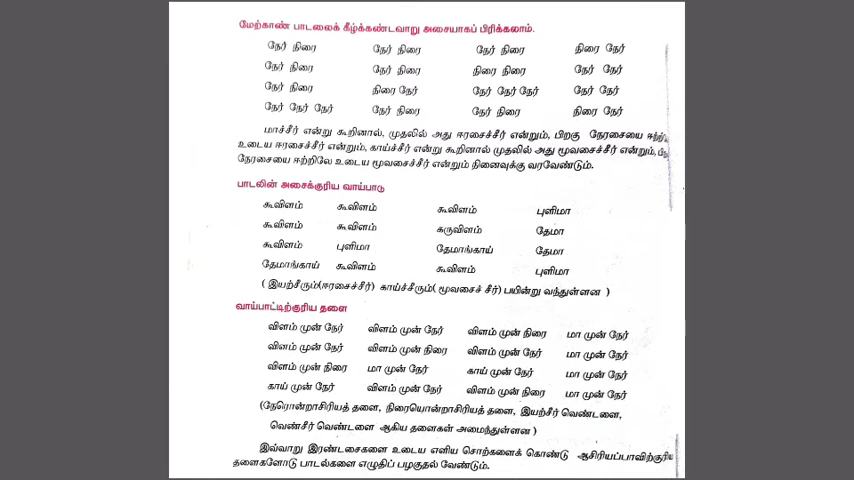 மேற்காண் பாடலைக் கீழ்க்கண்டவாறு அசையாகப் பிரிக்கலாம்.
நேர் நிரை நேர் நிரை நேர் நிரை நிரை நேர்
நேர் நிரை நேர் நிரை நிரை நிரை நேர் நேர்
நேர் நிரை நிரை நேர் நேர் நேர் நேர் நேர் நேர்
நேர் நேர் நேர் நேர் நிரை நேர் நிரை நிரை நேர்
மாச்சீர் என்று கூறினால், முதலில் அது ஈரசைச்சீர் என்றும், பிறகு நேரசையை
உடைய ஈரசைச்சீர் என்றும், காய்ச்சீர் என்று கூறினால் முதலில் அது மூவசைச்சீர் என்றும்,
நேரசையை ஈற்றிலே உடைய மூவசைச்சீர் என்றும் நினைவுக்கு வரவேண்டும்.
பாடலின் அசைக்குரிய வாய்பாடு
கூவிளம் கூவிளம் கூவிளம் புளிமா
கூவிளம் கூவிளம் கருவிளம் தேமா
கூவிளம் புளிமா தேமாங்காய் தேமா
தேமாங்காய் கூவிளம் கூவிளம் புளிமா
( இயற்சீரும்(ஈரசைச்சீர்) காய்ச்சீரும்( மூவசைச் சீர்) பயின்று வந்துள்ளன )
வாய்பாட்டிற்குரிய தளை
விளம் முன் நேர் விளம் முன் நேர் விளம் முன் நிரை மா முன் நேர்
விளம் முன் நேர் விளம் முன் நிரை விளம் முன் நேர் மா முன் நேர்
விளம் முன் நிரை மா முன் நேர் காய் முன் நேர் மா முன் நேர்
காய் முன் நேர் விளம் முன் நேர் விளம் முன் நிரை மா முன் நேர்
(நேரொன்றாசிரியத் தளை, நிரையொன்றாசிரியத் தளை, இயற்சீர் வெண்டளை,
வெண்சீர் வெண்டளை ஆகிய தளைகள் அமைந்துள்ளன )
இவ்வாறு இரண்டசைகளை உடைய எளிய சொற்களைக் கொண்டு ஆசிரியப்பாவிற்குரிய
தளைகளோடு பாடல்களை எழுதிப் பழகுதல் வேண்டும்.